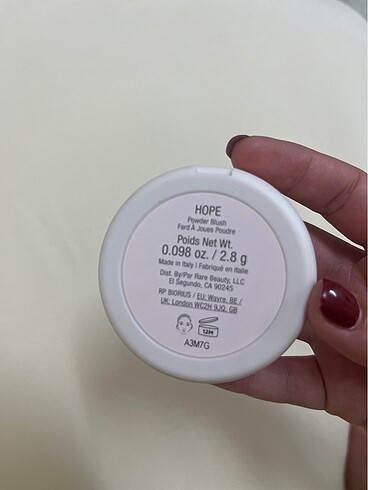 HOPE
Powder Blush
Fard À Joues Poudre
Poids Net Wt.
0.098 oz. / 2.8 g
Made in Italy | Fabriqué en Italie
Dist. By/Par Rare Beauty, LLC
El Segundo, CA 90245
RP BIORIUS / EU: Wavre, BE /
UK: London WC2H 9JQ, GB
12M
A3M7G